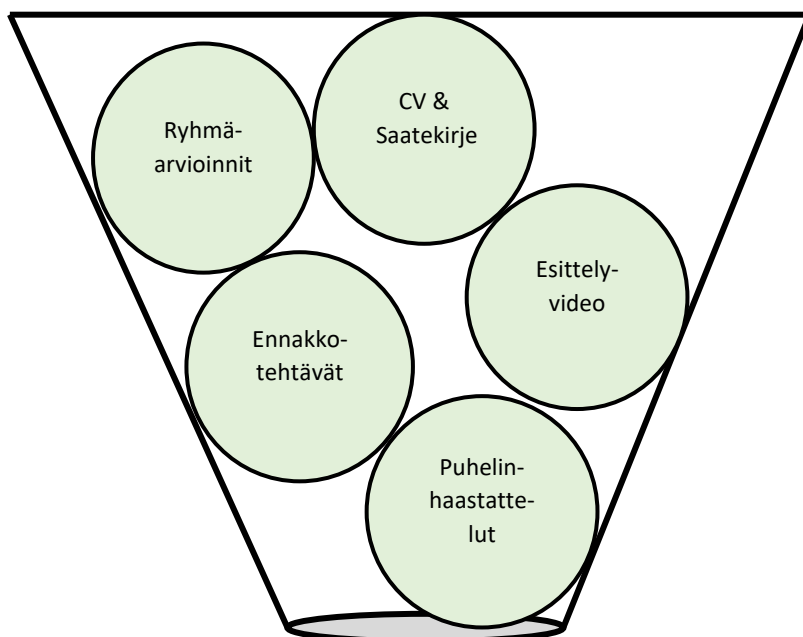 CV &
Saatekirje
Ryhmä-
arvioinnit
Esittely-
video
Ennakko-
tehtävät
Puhelin-
haastatte-
lut